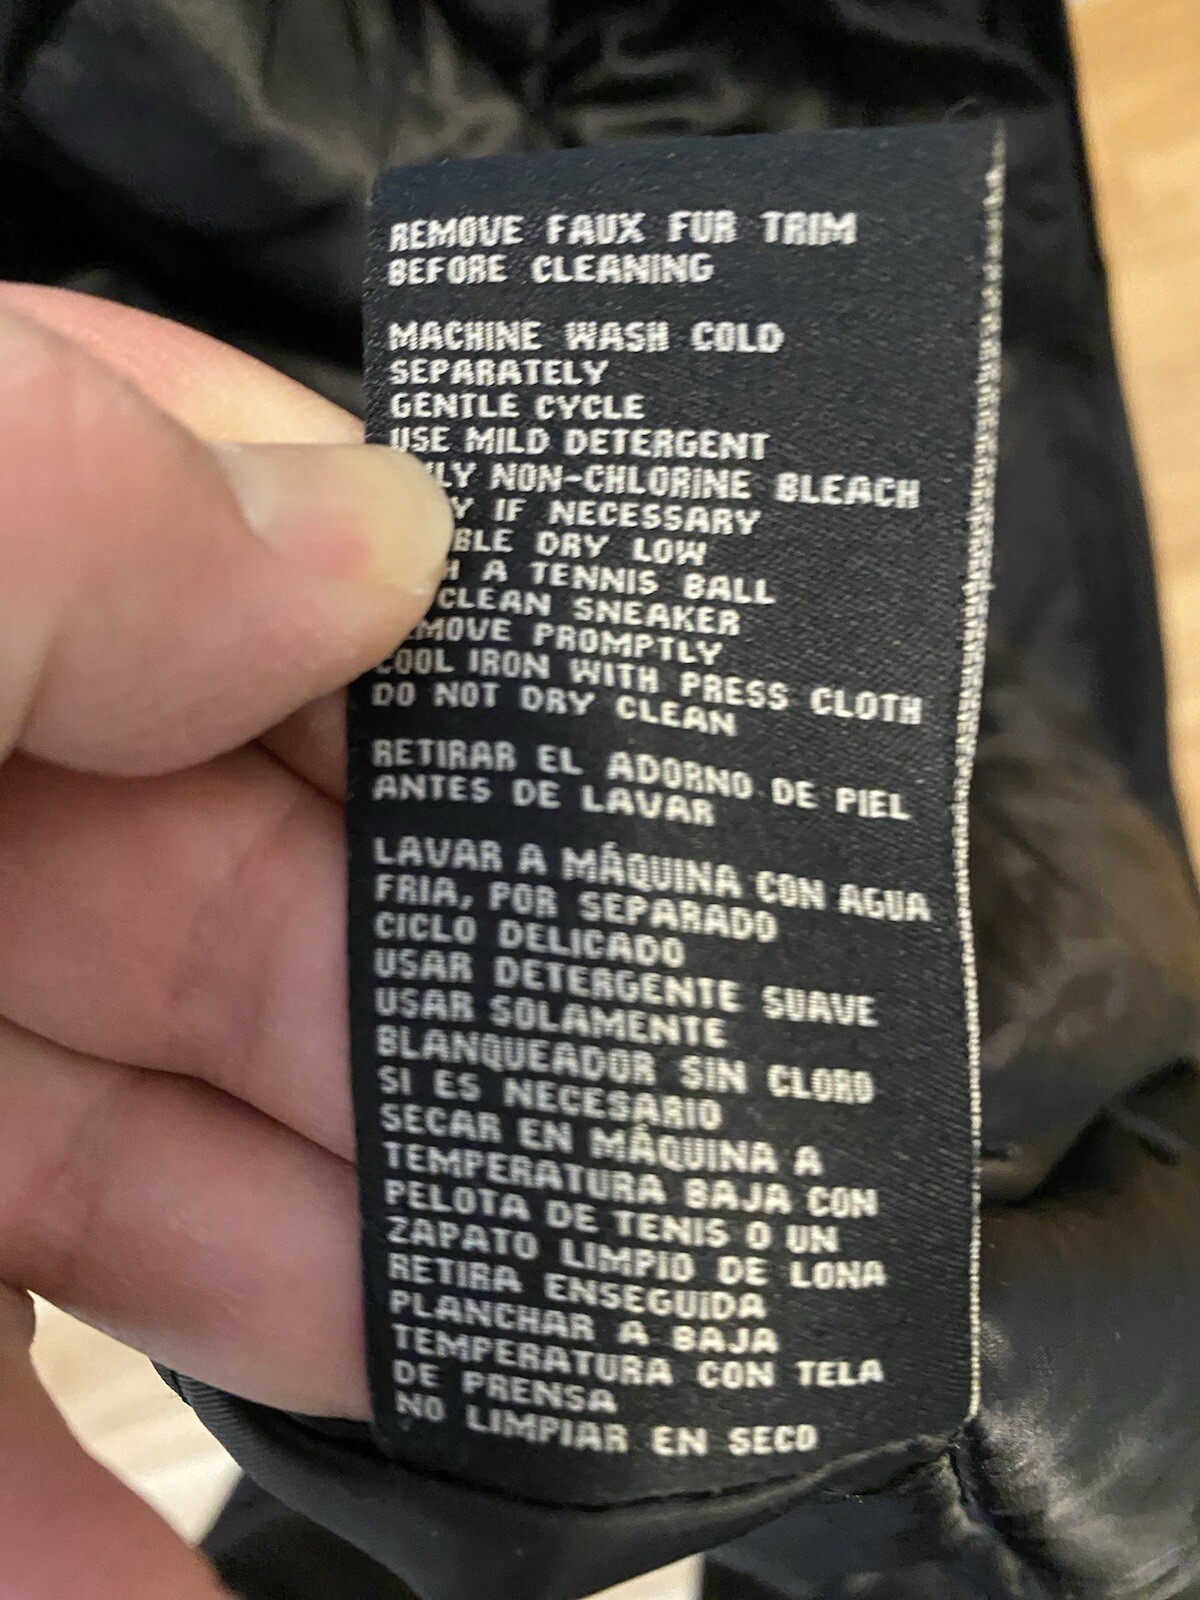 REMOVE FAUX FUR TRIM
BEFORE CLEANING
MACHINE WASH COLD
SEPARATELY
GENTLE CYCLE
USE MILD DETERGENT
NON-CHLORINE BLEACH
IF NECESSARY
DRY LOW
A TENNIS BALL
CLEAN SNEAKER
REMOVE PROMPTLY
COOL IRON WITH PRESS CLOTH
DO NOT DRY CLEAN
RETIRAR EL ADORNO DE PIEL
ANTES DE LAVAR
LAVAR A MÁQUINA CON AGUA
FRIA, POR SEPARADO
CICLO DELICADO
USAR DETERGENTE SUAVE
USAR SOLAMENTE
BLANQUEADOR SIN CLORO
SI ES NECESARIO
SECAR EN MÁQUINA A
TEMPERATURA BAJA CON
PELOTA DE TENIS O UN
ZAPATO LIMPIO DE LONA
RETIRA ENSEGUIDA
PLANCHAR A BAJA
TEMPERATURA CON TELA
DE PRENSA
NO LIMPIAR EN SECO